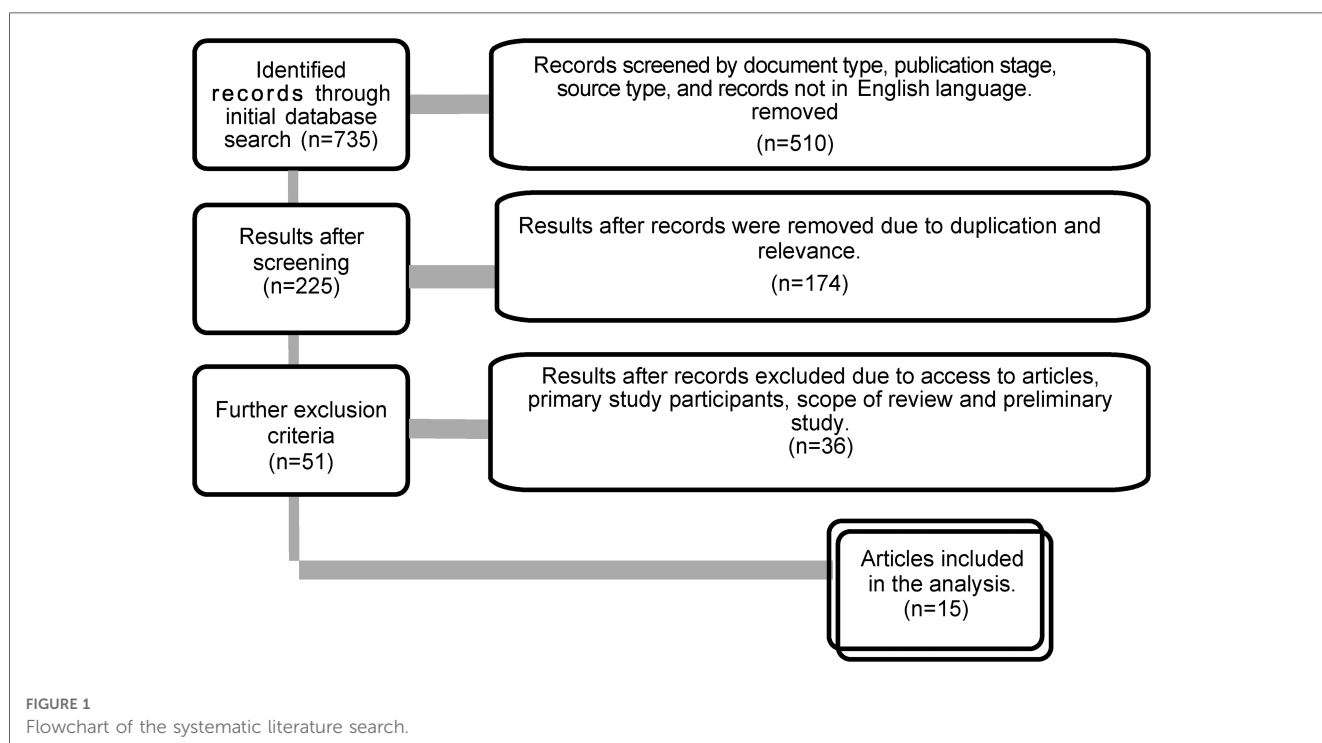 Identified
records through
initial database
search (n=735)
Records screened by document type, publication stage,
source type, and records not in English language.
removed
(n=510)
Results after
screening
(n=225)
Results after records were removed due to duplication and
relevance.
(n=174)
Further exclusion
criteria
(n=51)
Results after records excluded due to access to articles,
primary study participants, scope of review and preliminary
study.
(n=36)
Articles included
in the analysis.
(n=15)
FIGURE 1
Flowchart of the systematic literature search.